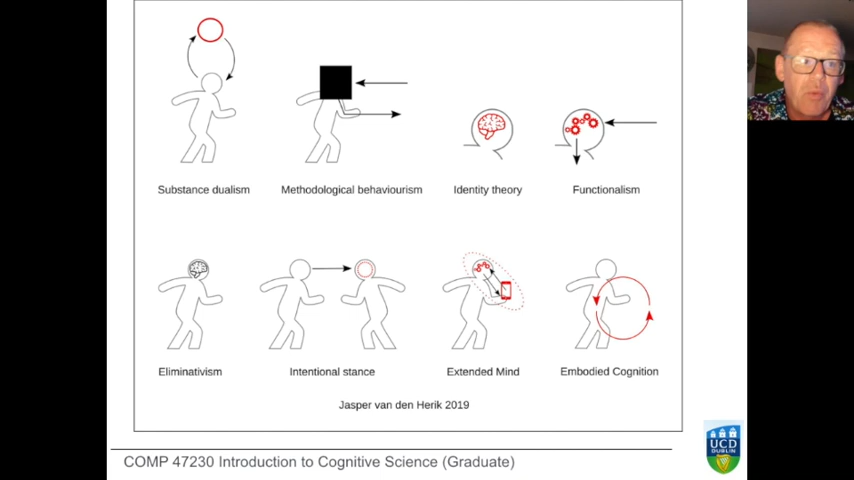 Substance dualism
Methodological behaviourism
Identity theory
Functionalism
Eliminativism
Intentional stance
Extended Mind
Embodied Cognition
Jasper van den Herik 2019
COMP 47230 Introduction to Cognitive Science (Graduate)
UCD
DUBLIN